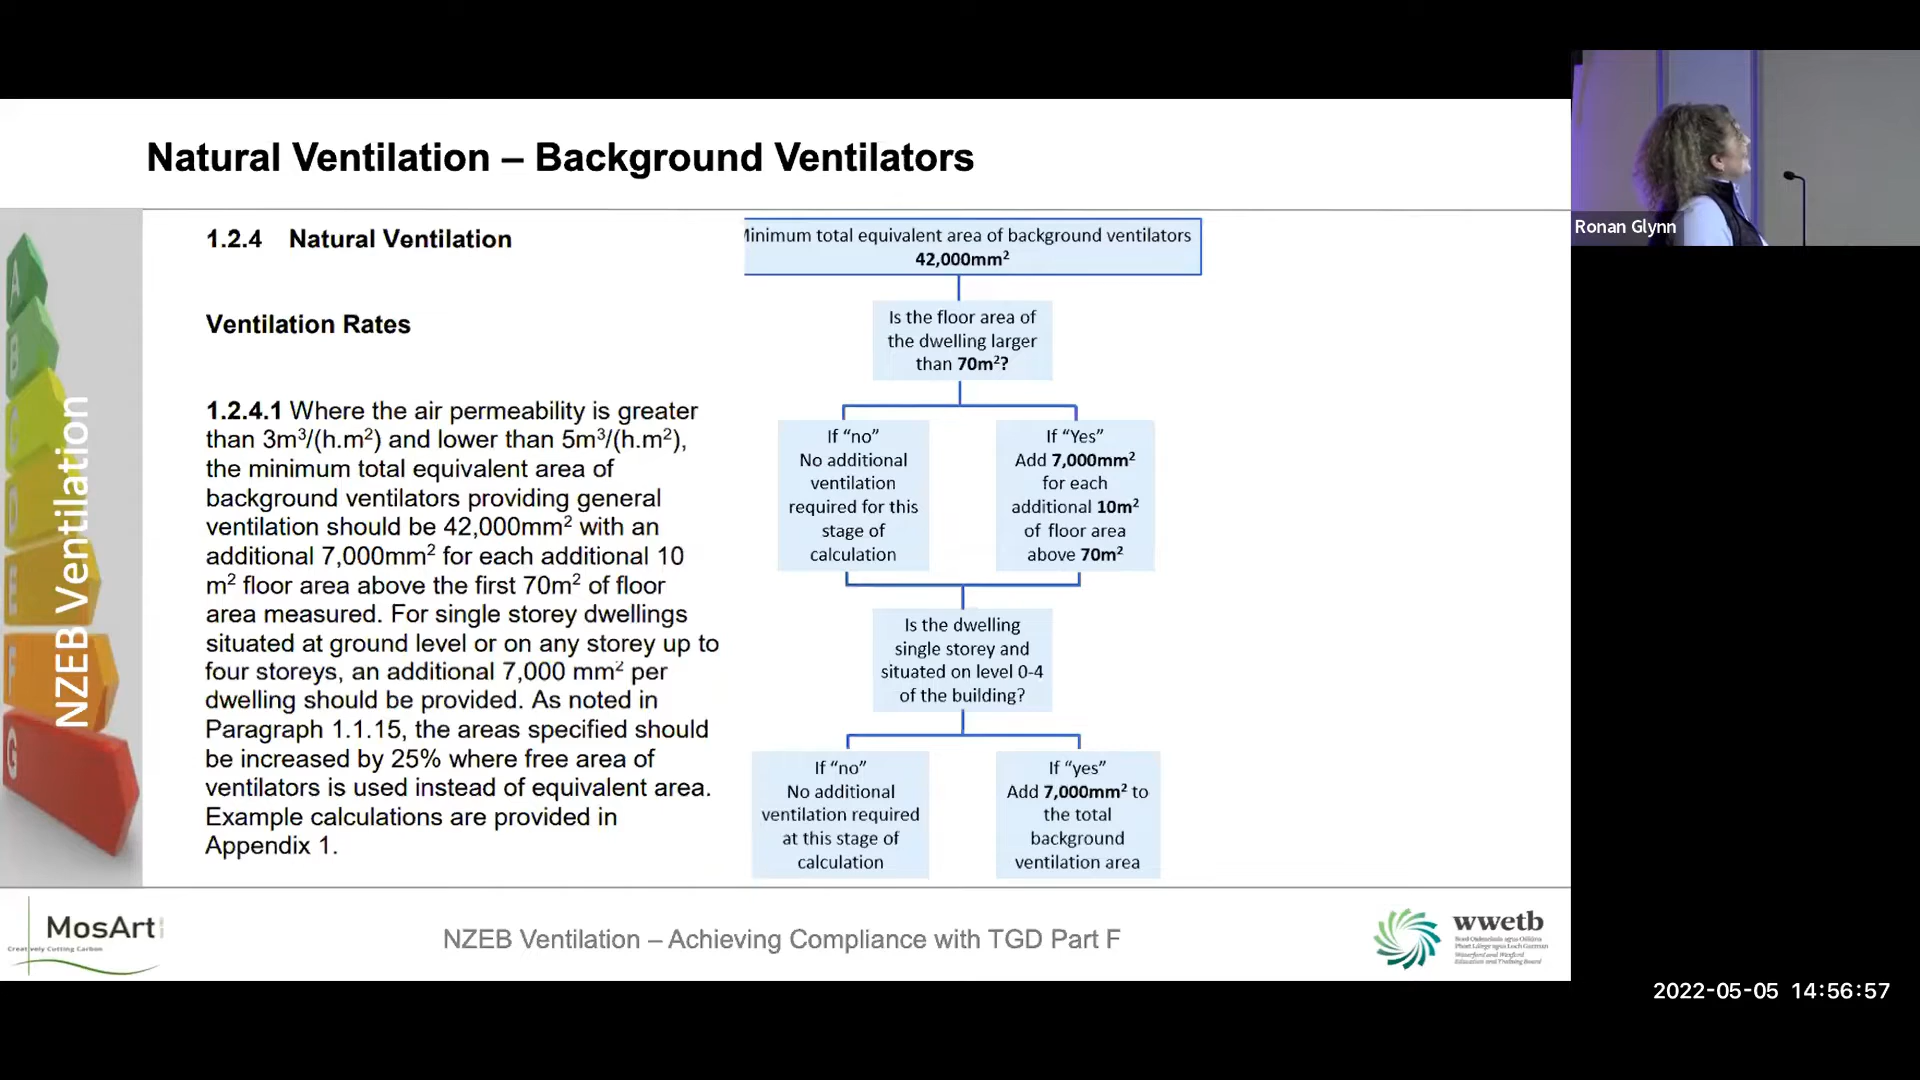 Natural Ventilation – Background Ventilators
Ronan Glynn
NZEB Ventilation
A
B
C
D
E
F
G
1.2.4 Natural Ventilation
Ventilation Rates
1.2.4.1 Where the air permeability is greater
than 3m³/(h.m²) and lower than 5m³/(h.m²),
the minimum total equivalent area of
background ventilators providing general
ventilation should be 42,000mm² with an
additional 7,000mm² for each additional 10
m² floor area above the first 70m² of floor
area measured. For single storey dwellings
situated at ground level or on any storey up to
four storeys, an additional 7,000 mm² per
dwelling should be provided. As noted in
Paragraph 1.1.15, the areas specified should
be increased by 25% where free area of
ventilators is used instead of equivalent area.
Example calculations are provided in
Appendix 1.
Minimum total equivalent area of background ventilators
42,000mm²
Is the floor area of
the dwelling larger
than 70m²?
If “no”
No additional
ventilation
required for this
stage of
calculation
If “Yes”
Add 7,000mm²
for each
additional 10m²
of floor area
above 70m²
Is the dwelling
single storey and
situated on level 0-4
of the building?
If “no”
No additional
ventilation required
at this stage of
calculation
If “yes”
Add 7,000mm² to
the total
background
ventilation area
MosArt
Creatively Cutting Carbon
NZEB Ventilation – Achieving Compliance with TGD Part F
wwetb
Waterford and Wexford
Education and Training Board
2022-05-05 14:56:57